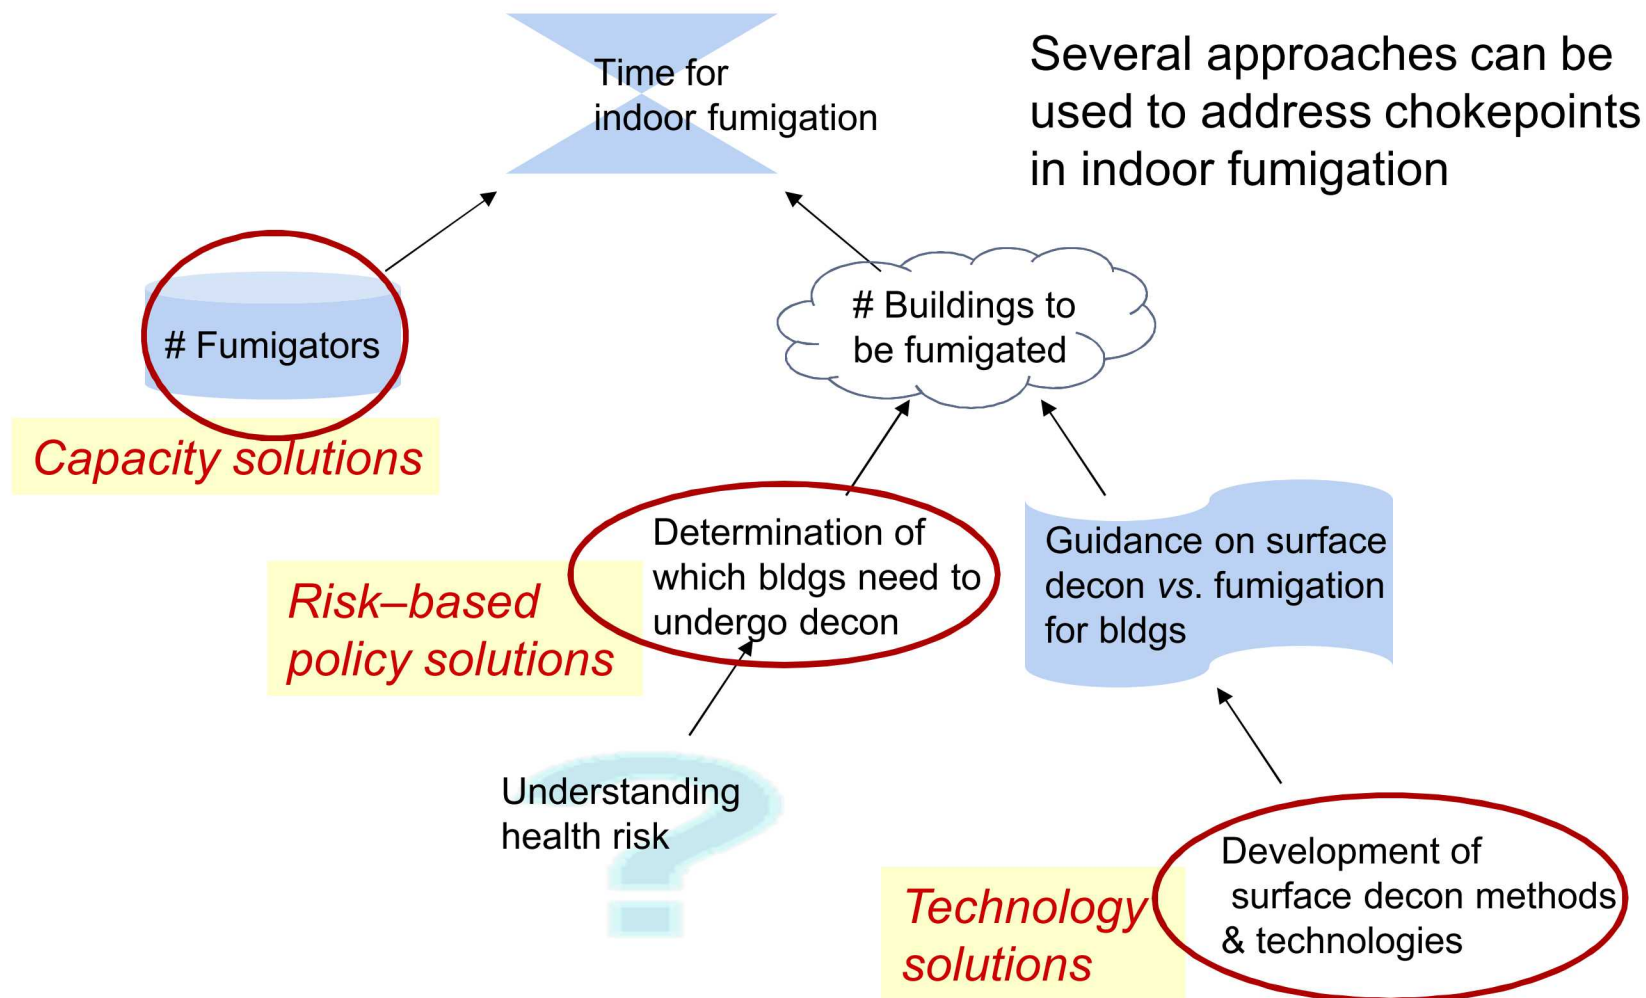 Time for
indoor fumigation
Several approaches can be
used to address chokepoints
in indoor fumigation
# Fumigators
# Buildings to
be fumigated
Capacity solutions
Determination of
which bldgs need to
undergo decon
Guidance on surface
decon vs. fumigation
for bldgs
Risk–based
policy solutions
Understanding
health risk
?
Development of
surface decon methods
& technologies
Technology
solutions